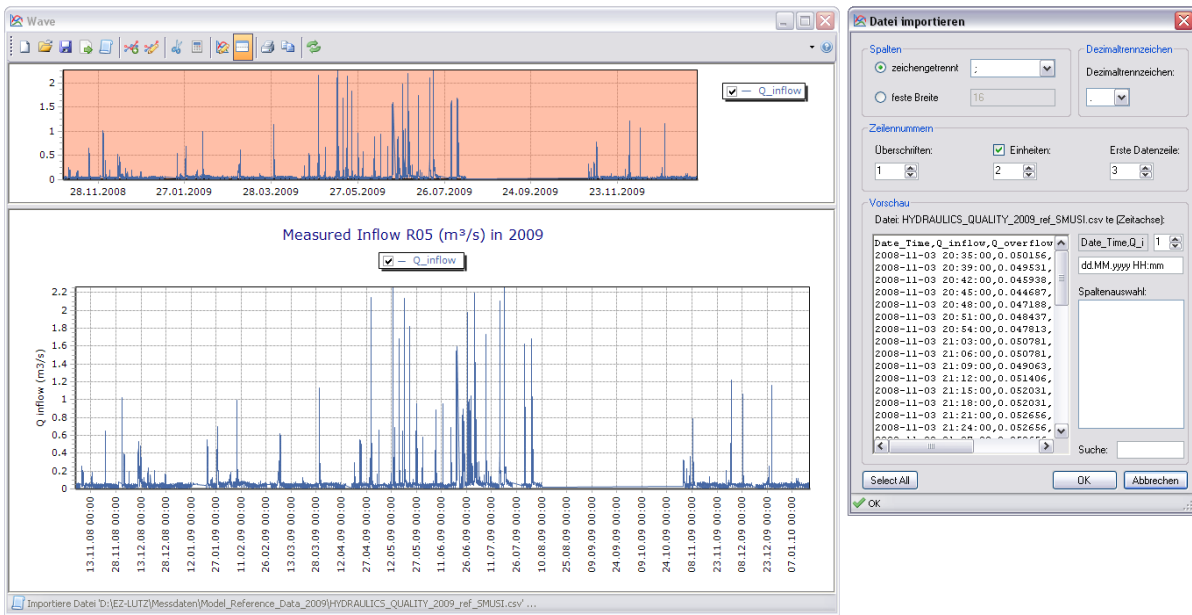 Wave
2
1.5
1
0.5
0
28.11.2008 27.01.2009 28.03.2009 27.05.2009 26.07.2009 24.09.2009 23.11.2009
Q_inflow
Measured Inflow R05 (m³/s) in 2009
Q_inflow
Q_inflow (m3/s)
2.2
2
1.8
1.6
1.4
1.2
1
0.8
0.6
0.4
0.2
0
13.11.08 00:00
28.11.08 00:00
13.12.08 00:00
28.12.08 00:00
12.01.09 00:00
27.01.09 00:00
11.02.09 00:00
26.02.09 00:00
13.03.09 00:00
28.03.09 00:00
12.04.09 00:00
27.04.09 00:00
12.05.09 00:00
27.05.09 00:00
11.06.09 00:00
26.06.09 00:00
11.07.09 00:00
26.07.09 00:00
10.08.09 00:00
25.08.09 00:00
09.09.09 00:00
24.09.09 00:00
09.10.09 00:00
24.10.09 00:00
08.11.09 00:00
23.11.09 00:00
08.12.09 00:00
23.12.09 00:00
07.01.10 00:00
Importiere Datei 'D:\EZ-LUTZ\Messdaten\Model_Reference_Data_2009\HYDRAULICS_QUALITY_2009_ref_SMUSI.csv' ...
Datei importieren
Spalten
zeichengetrennt ;
feste Breite 16
Dezimaltrennzeichen
Dezimaltrennzeichen:
.
Zeilennummern
Überschriften: Einheiten: Erste Datenzeile:
1 2 3
Vorschau
Datei: HYDRAULICS_QUALITY_2009_ref_SMUSI.csv te (Zeitachse):
Date_Time,Q_inflow,Q_overflow
2008-11-03 20:35:00,0.050156,
2008-11-03 20:39:00,0.049531,
2008-11-03 20:42:00,0.045938,
2008-11-03 20:45:00,0.044687,
2008-11-03 20:48:00,0.047188,
2008-11-03 20:51:00,0.048437,
2008-11-03 20:54:00,0.047813,
2008-11-03 21:03:00,0.050781,
2008-11-03 21:06:00,0.050781,
2008-11-03 21:09:00,0.049063,
2008-11-03 21:12:00,0.051406,
2008-11-03 21:15:00,0.052031,
2008-11-03 21:18:00,0.052031,
2008-11-03 21:21:00,0.052656,
2008-11-03 21:24:00,0.052656,
Date_Time,Q_i 1
dd.MM.yyyy HH:mm
Spaltenauswahl:
Suche:
Select All OK Abbrechen
OK